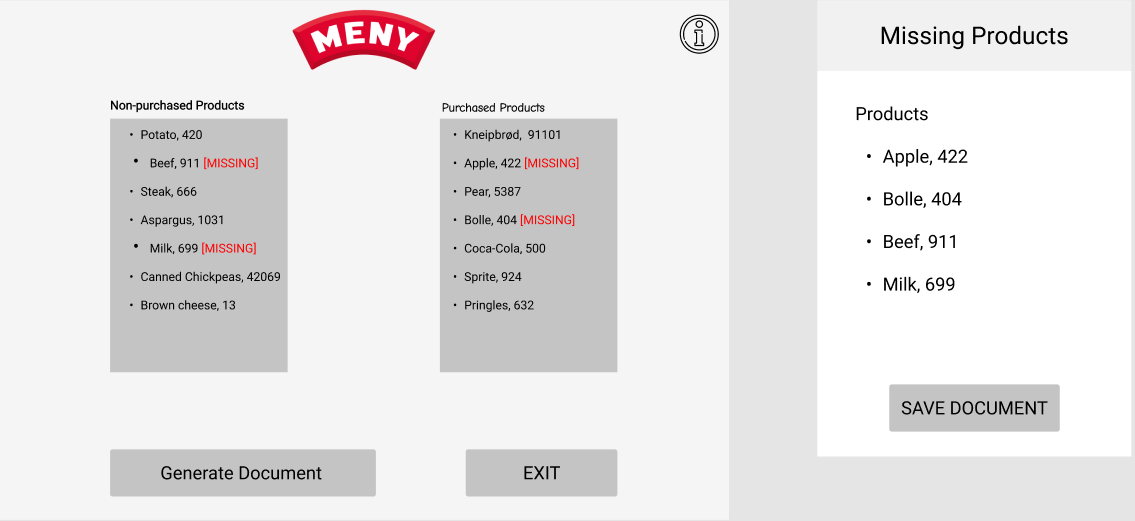 MENY
Non-purchased Products
• Potato, 420
• Beef, 911 [MISSING]
• Steak, 666
• Aspargus, 1031
• Milk, 699 [MISSING]
• Canned Chickpeas, 42069
• Brown cheese, 13
Purchased Products
• Kneipbrød, 91101
• Apple, 422 [MISSING]
• Pear, 5387
• Bolle, 404 [MISSING]
• Coca-Cola, 500
• Sprite, 924
• Pringles, 632
Generate Document
EXIT
Missing Products
Products
• Apple, 422
• Bolle, 404
• Beef, 911
• Milk, 699
SAVE DOCUMENT